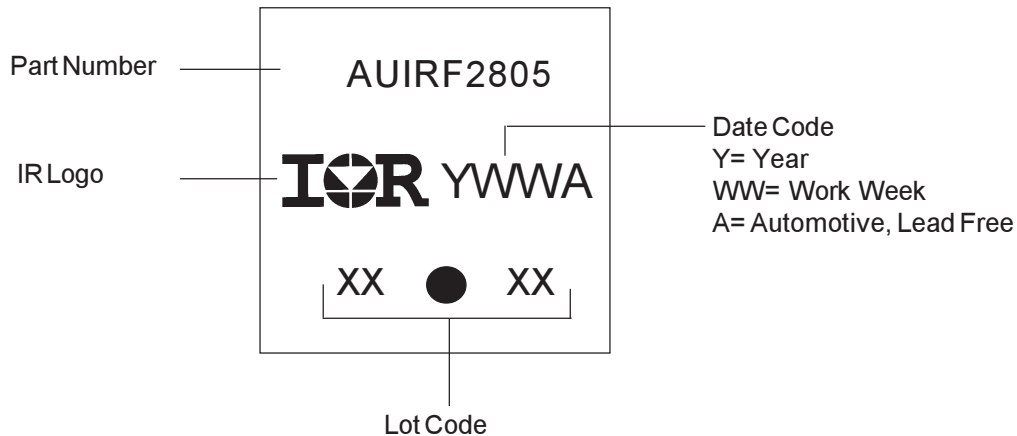 Part Number
AUIRF2805
IR Logo
IOR YWWA
Date Code
Y= Year
WW= Work Week
A= Automotive, Lead Free
XX ● XX
Lot Code